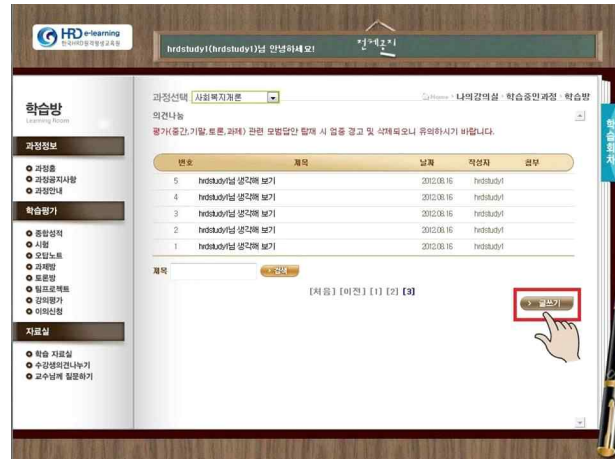 HRD e-learning
한국HRD원격평생교육원
hrdstudy1(hrdstudy1)님 안녕하세요!
전체공지
학습방
Learning Room
과정정보
과정홈
과정공지사항
과정안내
학습평가
종합성적
시험
오답노트
과제방
토론방
팀프로젝트
강의평가
이의신청
자료실
학습 자료실
수강생의견나누기
교수님께 질문하기
과정선택 사회복지개론
Home > 나의강의실 > 학습중인과정 > 학습방
의견나눔
평가(중간,기말,토론,과제) 관련 모범답안 탑재 시 엄중 경고 및 삭제되오니 유의하시기 바랍니다.
번호 제목 날짜 작성자 첨부
5 hrdstudy1님 생각해 보기 2012.08.16 hrdstudy1
4 hrdstudy1님 생각해 보기 2012.08.16 hrdstudy1
3 hrdstudy1님 생각해 보기 2012.08.16 hrdstudy1
2 hrdstudy1님 생각해 보기 2012.08.16 hrdstudy1
1 hrdstudy1님 생각해 보기 2012.08.16 hrdstudy1
제목 > 검색
[처음] [이전] [1] [2] [3]
> 글쓰기
학습회차